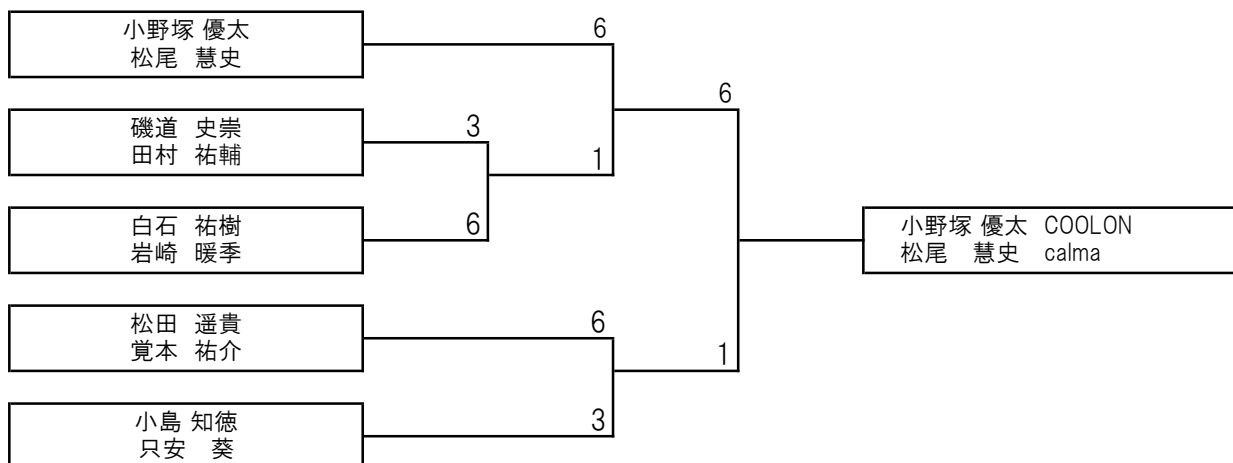 小野塚 優太
松尾　慧史
6
磯道　史崇
田村　祐輔
3
1
6
白石　祐樹
岩崎　暖季
6
小野塚 優太　COOLON
松尾　慧史　calma
松田　遥貴
覚本　祐介
6
1
小島 知徳
只安　葵
3